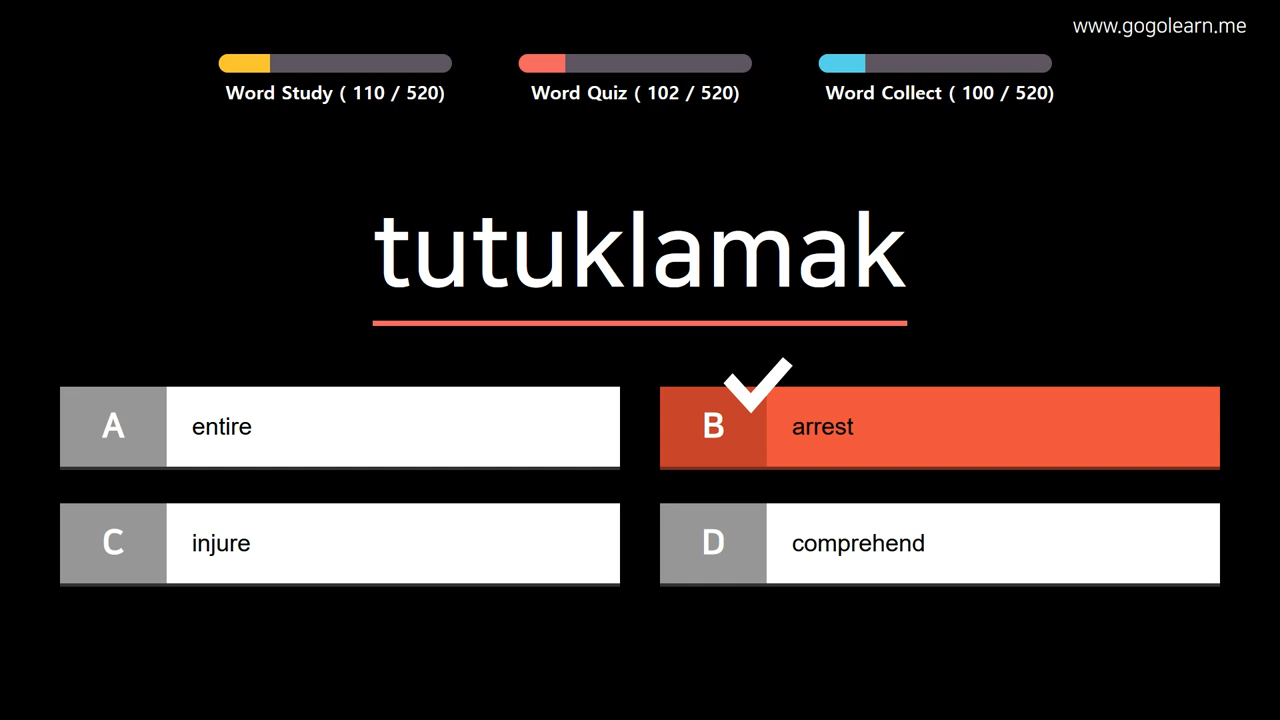 www.gogolearn.me
Word Study ( 110 / 520)
Word Quiz ( 102 / 520)
Word Collect ( 100 / 520)
tutuklamak
A entire
B arrest
C injure
D comprehend